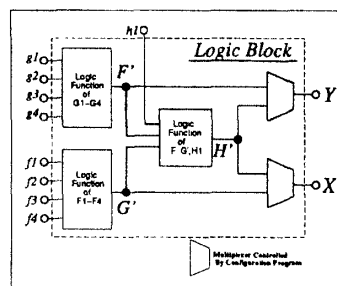 h1
Logic Block
g1
g2
g3
g4
Logic
Function
of
G1-G4
F'
Y
Logic
Function
of
F' G', H1
H'
f1
f2
f3
f4
Logic
Function
of
F1-F4
G'
X
Multiplexer Controlled
By Configuration Program